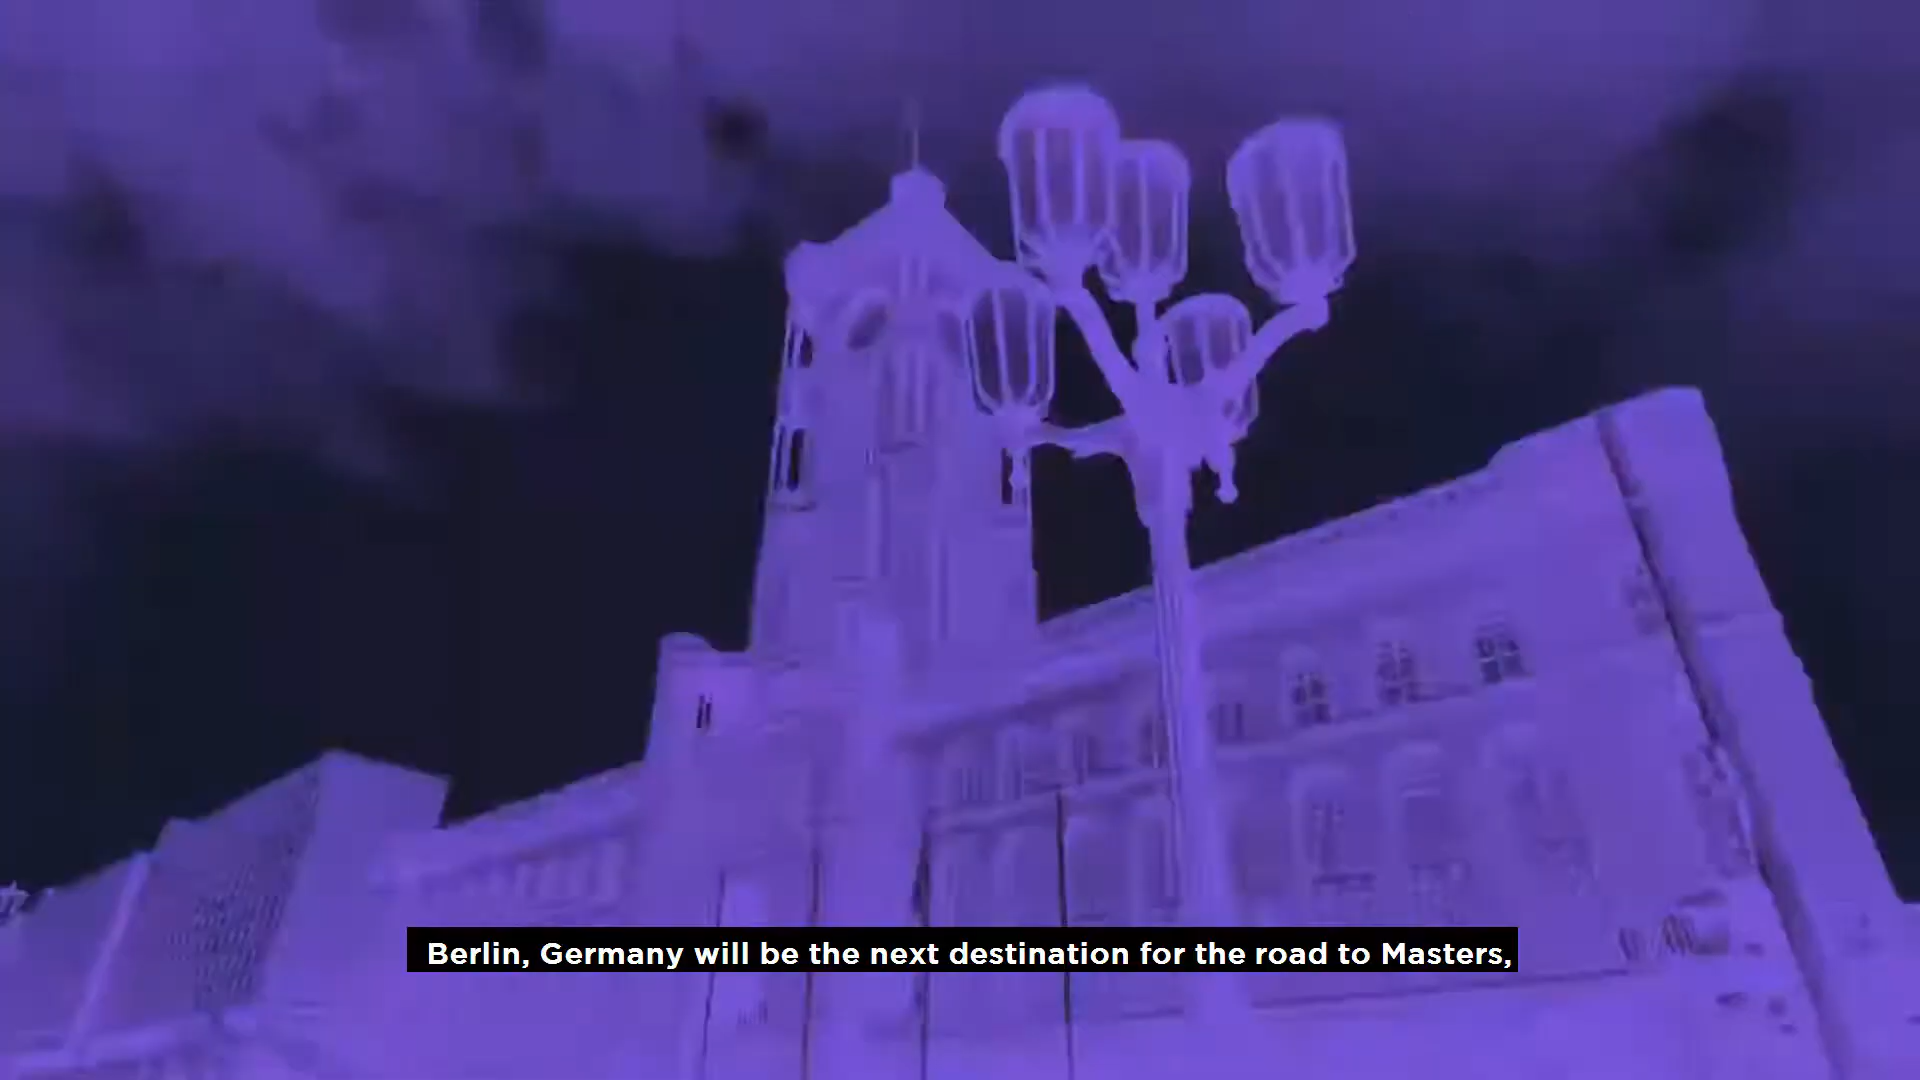 Berlin, Germany will be the next destination for the road to Masters,